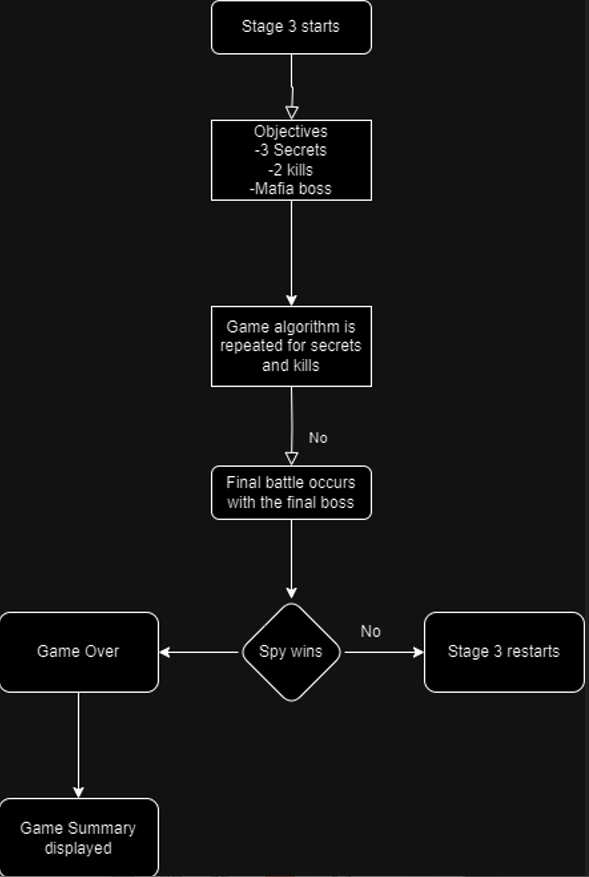 Stage 3 starts
Objectives
-3 Secrets
-2 kills
-Mafia boss
Game algorithm is
repeated for secrets
and kills
No
Final battle occurs
with the final boss
Game Over
Spy wins
No
Stage 3 restarts
Game Summary
displayed